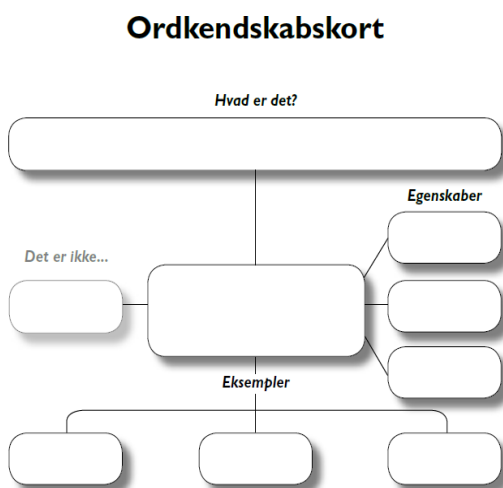 Ordkendskabskort
Hvad er det?
Egenskaber
Det er ikke...
Eksempler